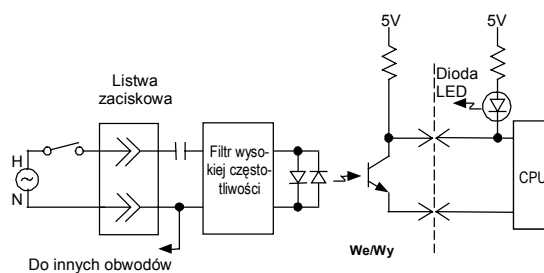 5V
5V
Dioda
LED
Listwa
zaciskowa
H
N
Filtr wyso-
kiej często-
tliwości
CPU
We/Wy
Do innych obwodów